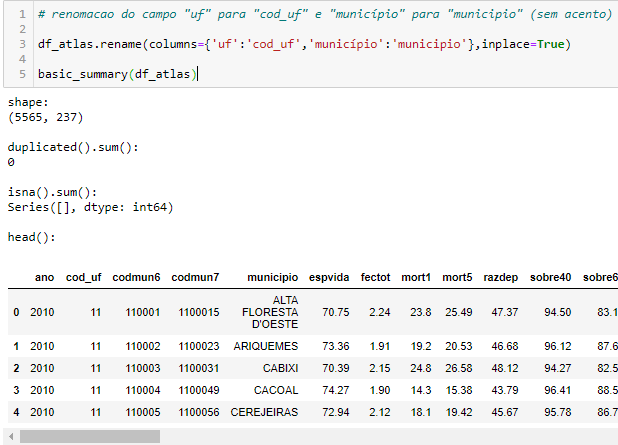 1 # renomacao do campo "uf" para "cod_uf" e "município" para "municipio" (sem acento)
2
3 df_atlas.rename(columns={'uf':'cod_uf','município':'municipio'},inplace=True)
4
5 basic_summary(df_atlas)
shape:
(5565, 237)
duplicated().sum():
0
isna().sum():
Series([], dtype: int64)
head():
ano cod_uf codmun6 codmun7 municipio espvida fectot mort1 mort5 razdep sobre40 sobre6
0 2010 11 110001 1100015 ALTA FLORESTA D'OESTE 70.75 2.24 23.8 25.49 47.37 94.50 83.1
1 2010 11 110002 1100023 ARIQUEMES 73.36 1.91 19.2 20.53 46.68 96.12 87.6
2 2010 11 110003 1100031 CABIXI 70.39 2.15 24.8 26.58 48.12 94.27 82.5
3 2010 11 110004 1100049 CACOAL 74.27 1.90 14.3 15.38 43.79 96.41 88.5
4 2010 11 110005 1100056 CEREJEIRAS 72.94 2.12 18.1 19.42 45.67 95.78 86.7